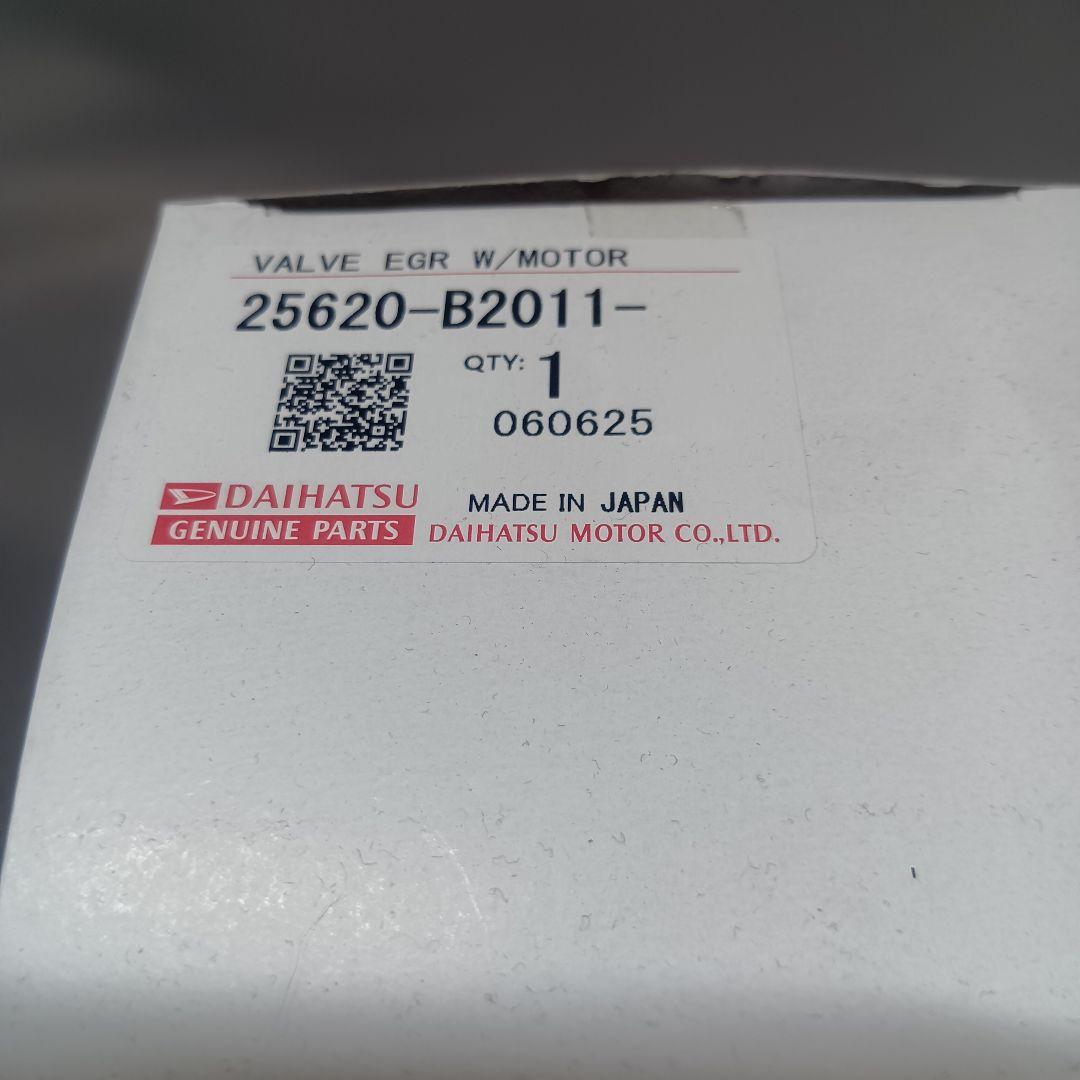 VALVE EGR W/MOTOR
25620-B2011-
QTY: 1
060625
DAIHATSU
GENUINE PARTS
MADE IN JAPAN
DAIHATSU MOTOR CO.,LTD.